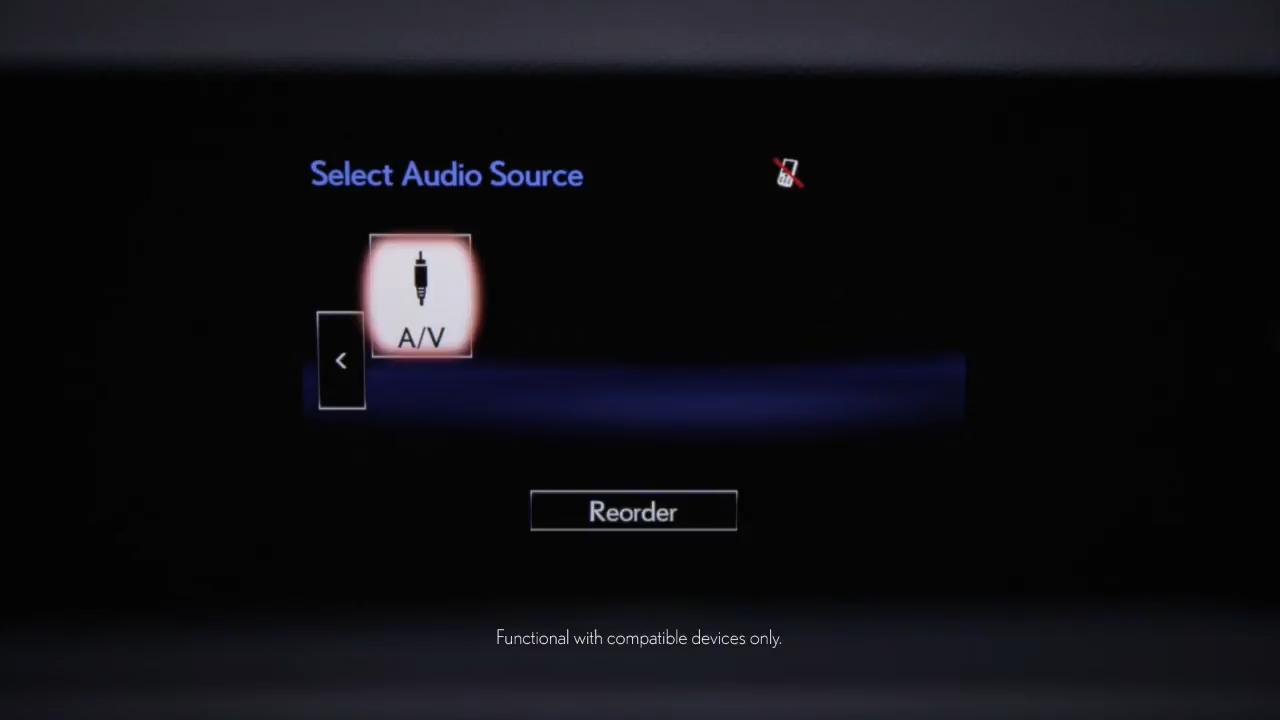 Select Audio Source
A/V
<
Reorder
Functional with compatible devices only.